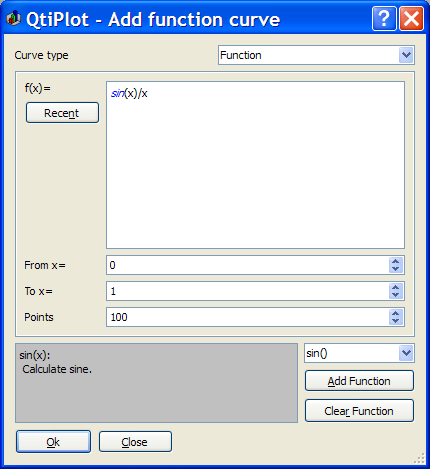 QtiPlot - Add function curve
Curve type Function
f(x)= sin(x)/x
Recent
From x= 0
To x= 1
Points 100
sin(x): sin()
Calculate sine.
Add Function
Clear Function
Ok Close